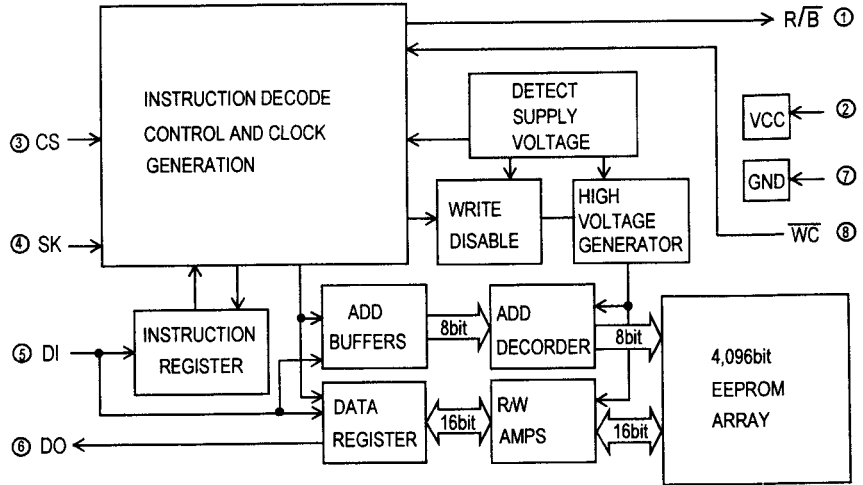 R/B ①
INSTRUCTION DECODE
CONTROL AND CLOCK
GENERATION
DETECT
SUPPLY
VOLTAGE
VCC ②
③ CS
GND ⑦
WRITE
DISABLE
HIGH
VOLTAGE
GENERATOR
④ SK
WC ⑧
ADD
BUFFERS
8bit
ADD
DECORDER
8bit
⑤ DI
INSTRUCTION
REGISTER
4,096bit
EEPROM
ARRAY
DATA
REGISTER
16bit
R/W
AMPS
16bit
⑥ DO